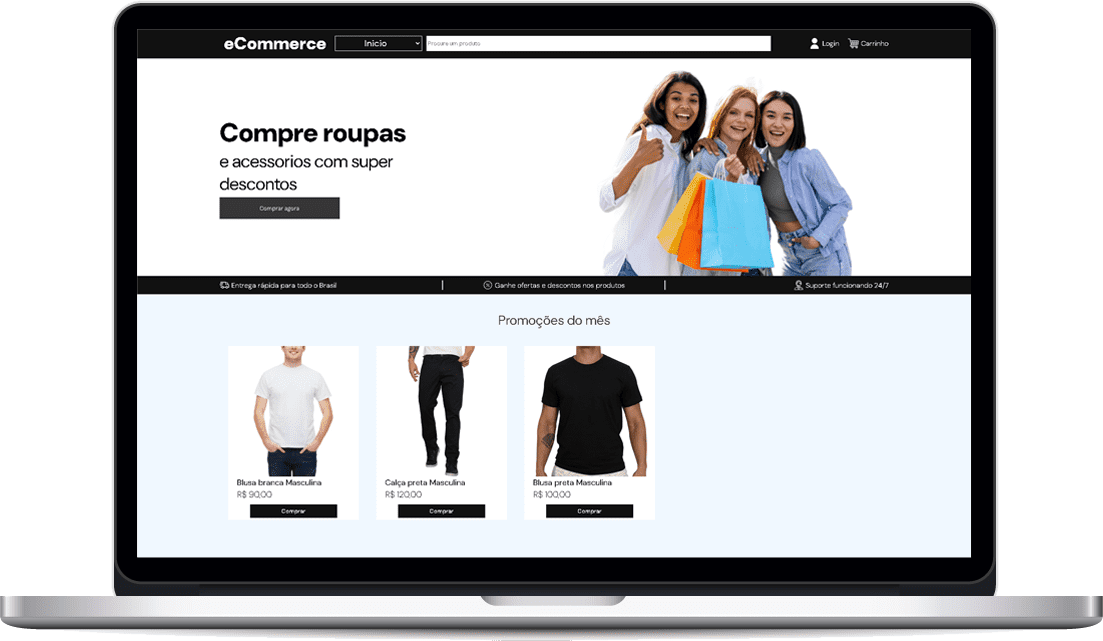 eCommerce
Inicio
Procure um produto
Login
Carrinho
Compre roupas
e acessorios com super
descontos
Comprar agora
Entrega rápida para todo o Brasil
Ganhe ofertas e descontos nos produtos
Suporte funcionando 24/7
Promoções do mês
Blusa branca Masculina
R$ 90,00
Comprar
Calça preta Masculina
R$ 120,00
Comprar
Blusa preta Masculina
R$ 100,00
Comprar